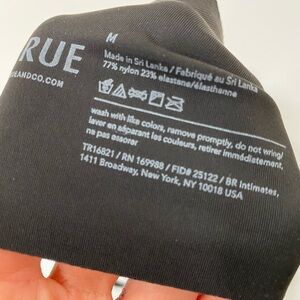 M
RUE
EANDCO.COM
Made in Sri Lanka / Fabriqué au Sri Lanka
77% nylon 23% elastane/élasthanne
wash with like colors, remove promptly, do not wring/
laver en séparant les couleurs, retirer immédiatement.
ne pas essorer
TR16821 / RN 169988 / FID# 25122 / BR Intimates,
1411 Broadway, New York, NY 10018 USA